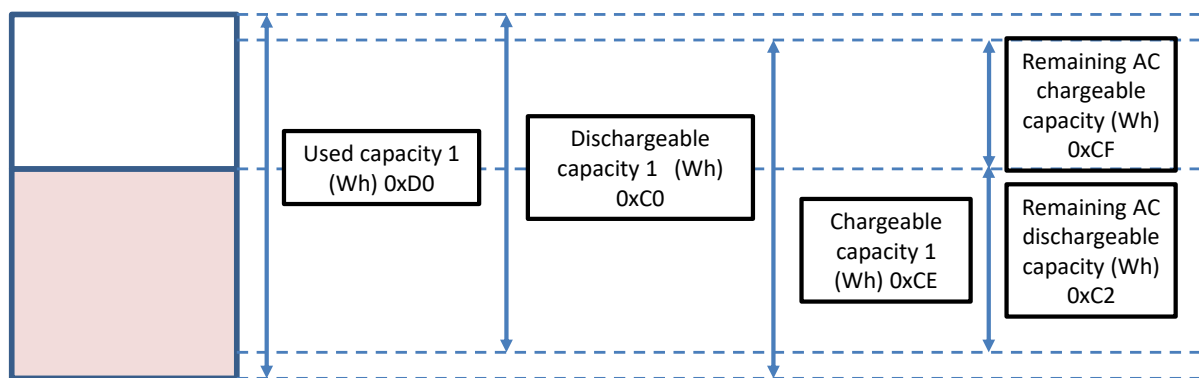 Used capacity 1
(Wh) 0xD0
Dischargeable
capacity 1 (Wh)
0xC0
Chargeable
capacity 1
(Wh) 0xCE
Remaining AC
chargeable
capacity (Wh)
0xCF
Remaining AC
dischargeable
capacity (Wh)
0xC2